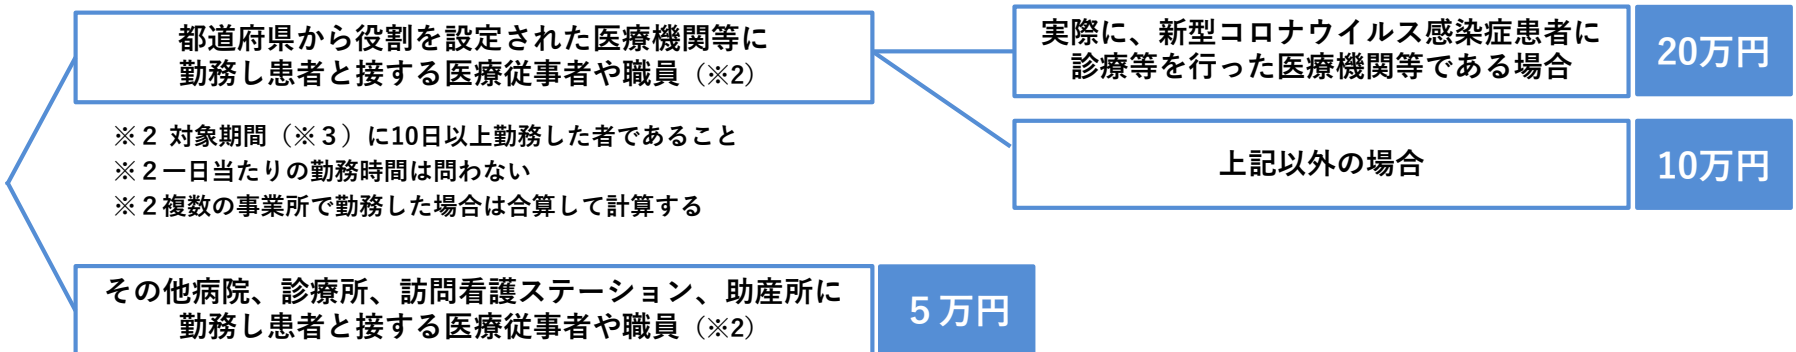 都道府県から役割を設定された医療機関等に
勤務し患者と接する医療従事者や職員（※2）
実際に、新型コロナウイルス感染症患者に
診療等を行った医療機関等である場合
20万円
※２ 対象期間（※３）に10日以上勤務した者であること
※２一日当たりの勤務時間は問わない
※２複数の事業所で勤務した場合は合算して計算する
上記以外の場合
10万円
その他病院、診療所、訪問看護ステーション、助産所に
勤務し患者と接する医療従事者や職員（※2）
５万円